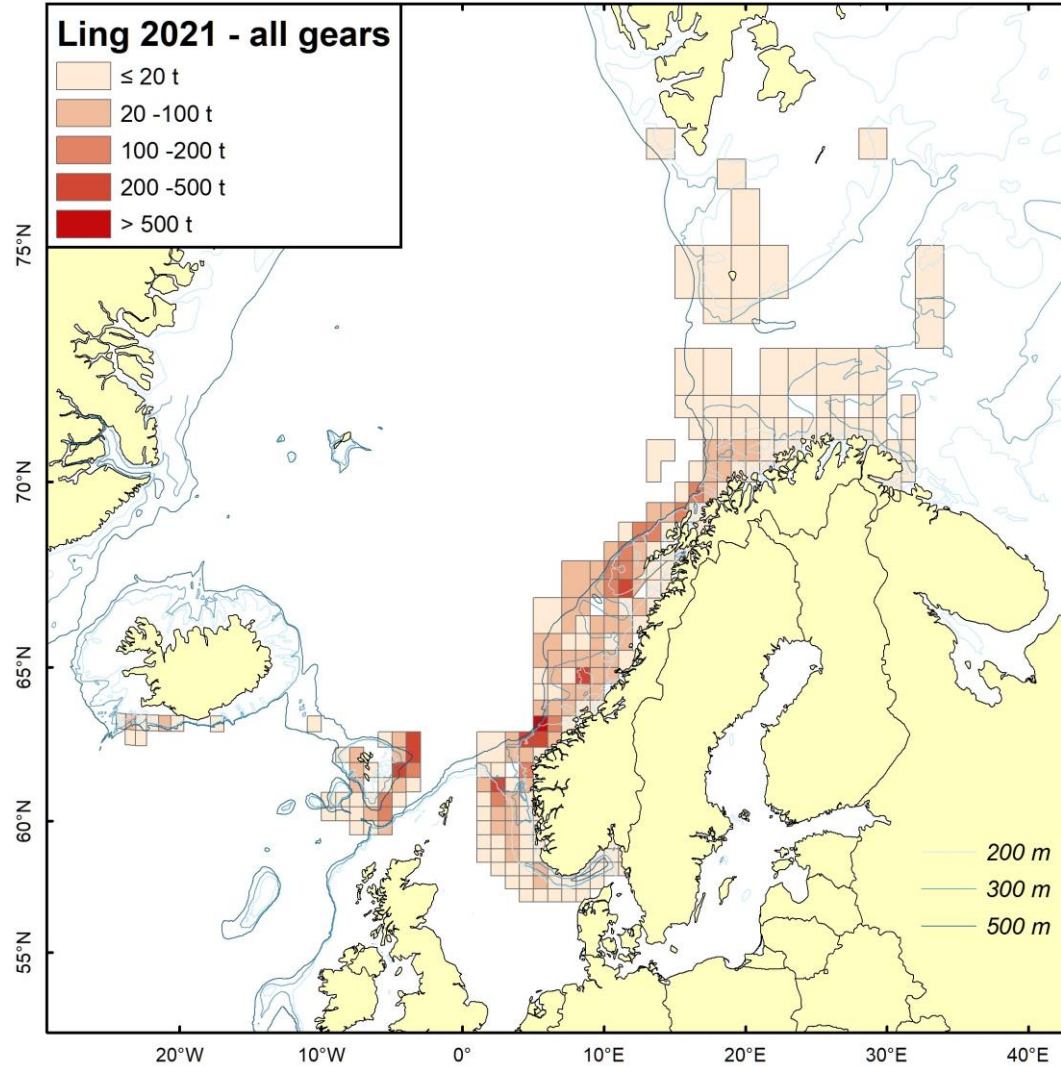 Ling 2021 - all gears
≤ 20 t
20 -100 t
100 -200 t
200 -500 t
> 500 t
75°N
70°N
65°N
60°N
55°N
200 m
300 m
500 m
20°W
10°W
0°
10°E
20°E
30°E
40°E